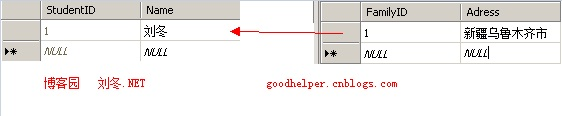 StudentID Name
1 刘冬
NULL NULL
FamilyID Adress
1 新疆乌鲁木齐市
NULL NULL
博客园 刘冬.NET goodhelper.cnblogs.com